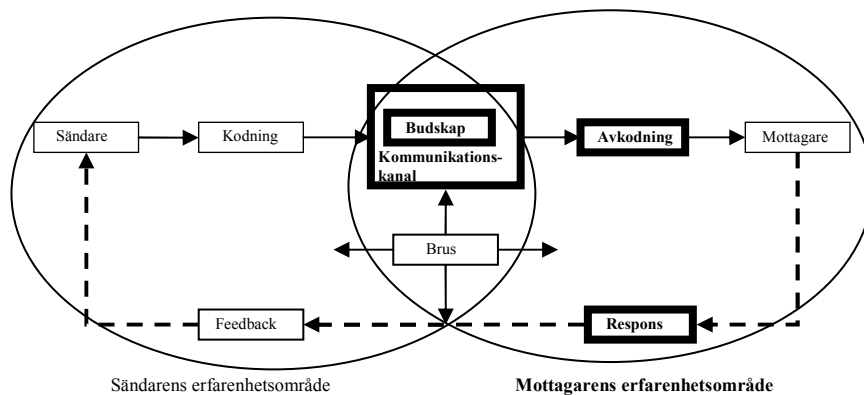 Sändare
Kodning
Budskap
Kommunikations-
kanal
Avkodning
Mottagare
Brus
Feedback
Respons
Sändarens erfarenhetsområde
Mottagarens erfarenhetsområde